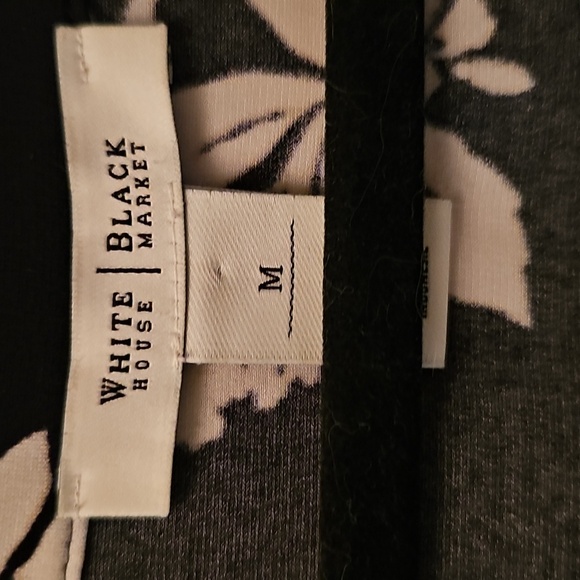 WHITE | BLACK
HOUSE | MARKET
M